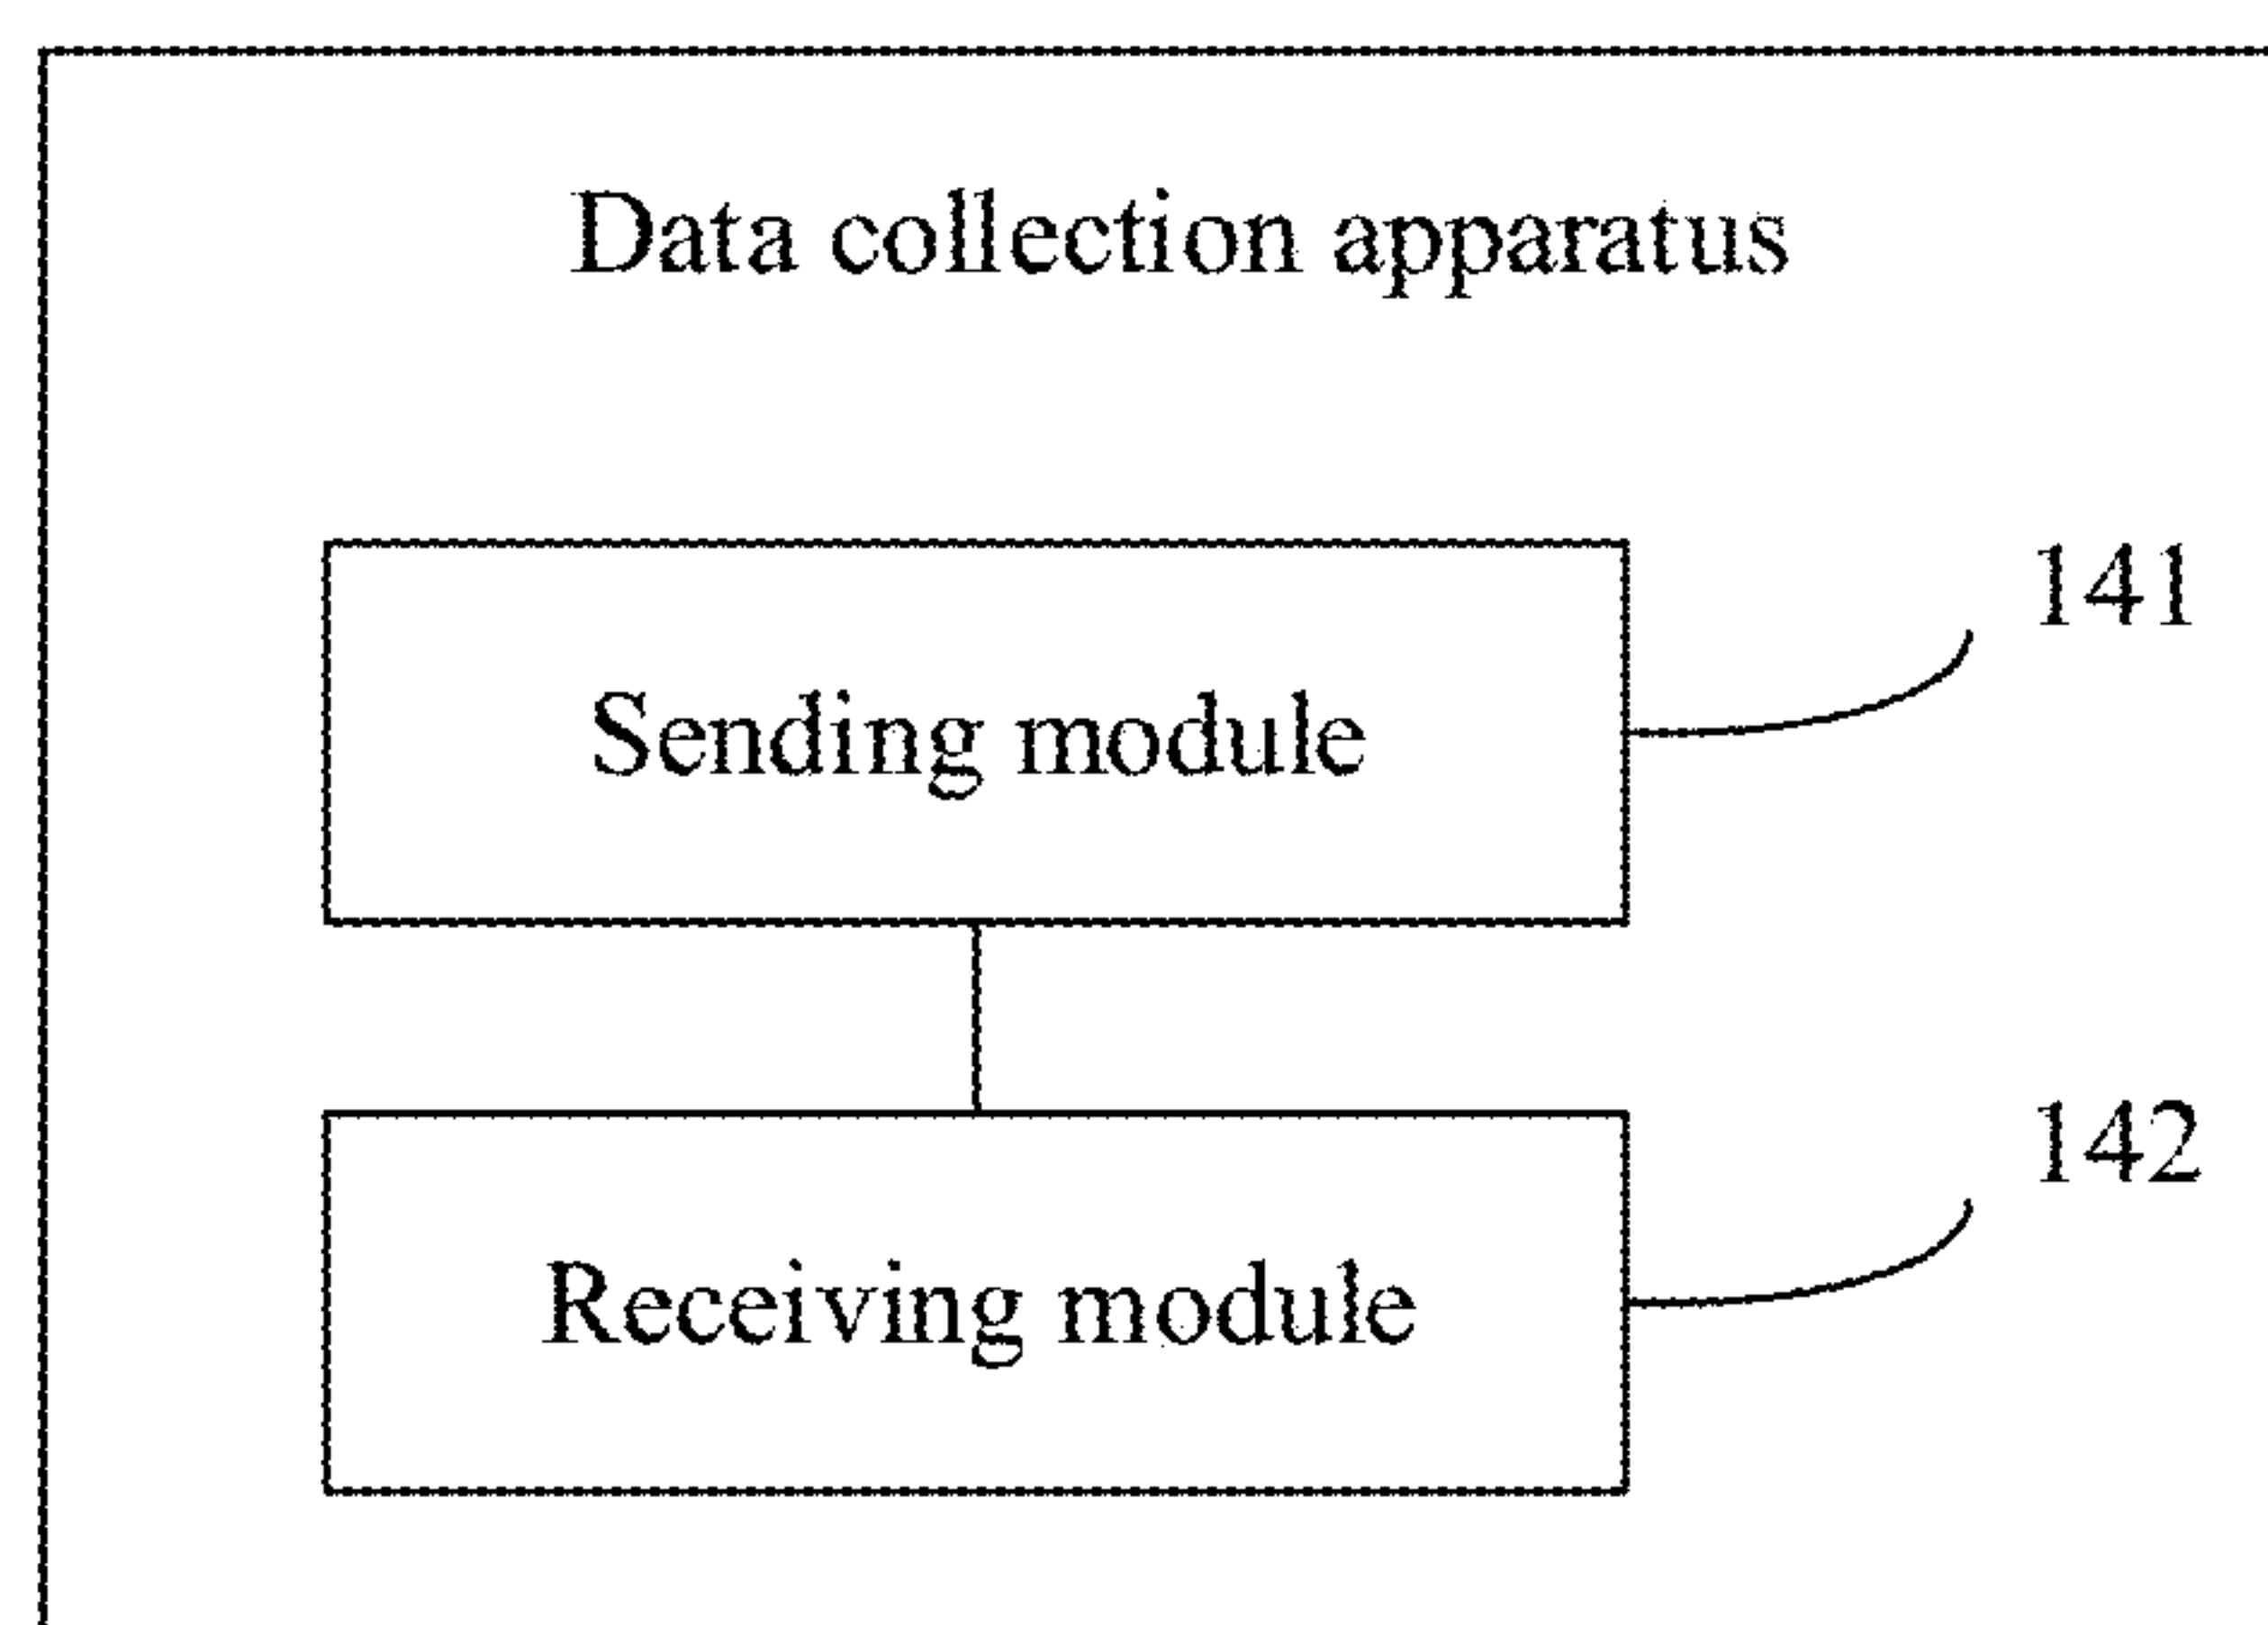 Data collection apparatus
141
Sending module
142
Receiving module